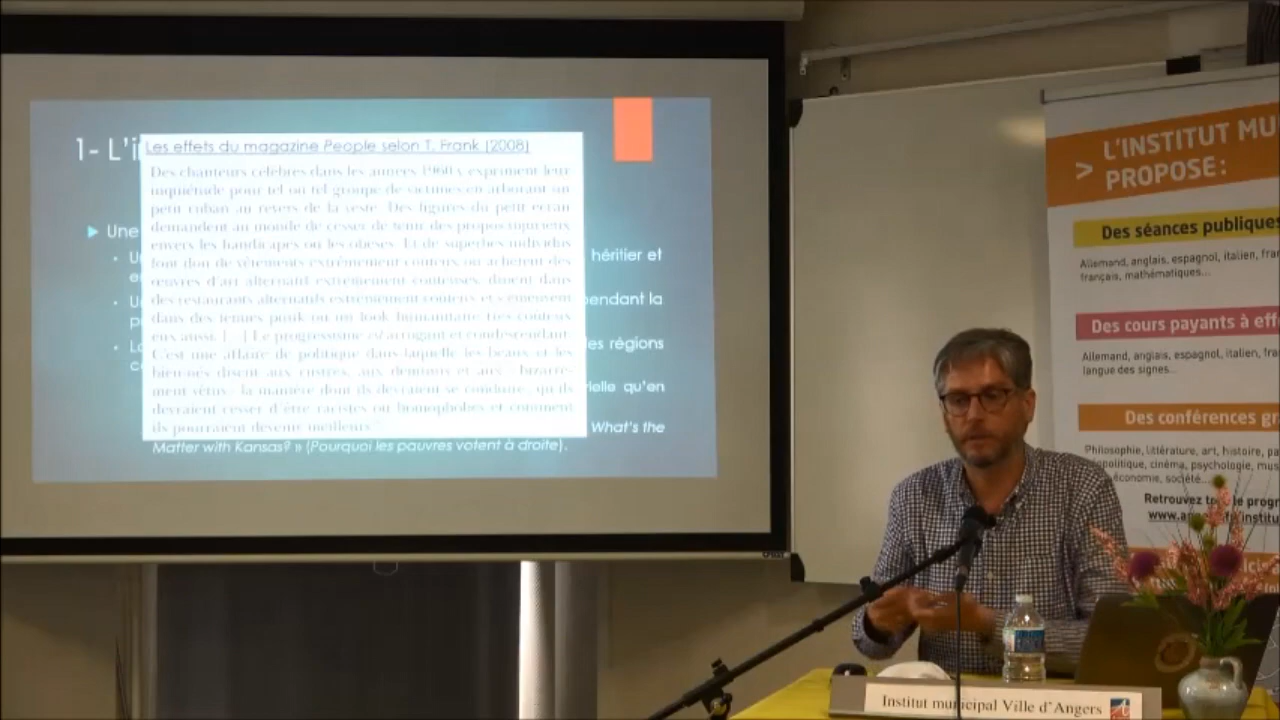 1- L'i
Les effets du magazine People selon T. Frank (2008)
Des chanteurs célèbres dans les années 1960 y expriment leur
inquiétude pour tel ou tel groupe de victimes en arborant un
petit ruban au revers de la veste. Des figures du petit écran
demandent au monde de cesser de tenir des propos injurieux
envers les handicapés ou les obèses. Et de superbes individus
font don de vêtements extrêmement coûteux ou achètent des
œuvres d'art alternatif extrêmement coûteuses, dînent dans
des restaurants alternatifs extrêmement coûteux et s'émeuvent
dans des tenues punk ou un look humanitaire très coûteux
eux aussi. [...] Le progressisme est arrogant et condescendant.
C'est une affaire de politique dans laquelle les beaux et les
bien-nés disent aux rustres, aux démunis et aux « bizarre-
ment vêtus » la manière dont ils devraient se conduire, qu'ils
devraient cesser d'être racistes ou homophobes et comment
ils pourraient devenir meilleurs
Une
héritier et
pendant la
les régions
rielle qu'en
What's the
Matter with Kansas? » (Pourquoi les pauvres votent à droite).
> L'INSTITUT MU
PROPOSE :
Des séances publiques
Allemand, anglais, espagnol, italien, fra
français, mathématiques...
Des cours payants à eff
Allemand, anglais, espagnol, italien, fra
langue des signes...
Des conférences gr
Philosophie, littérature, art, histoire, pa
géopolitique, cinéma, psychologie, mus
économie, société...
Retrouvez le progr
www.
Institut municipal Ville d'Angers